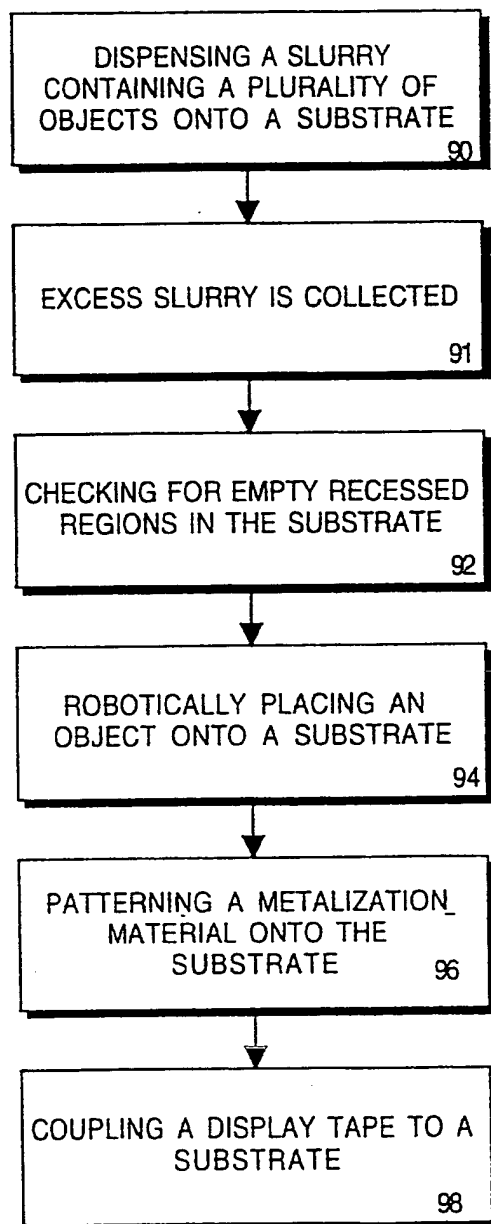 DISPENSING A SLURRY
CONTAINING A PLURALITY OF
OBJECTS ONTO A SUBSTRATE
90
EXCESS SLURRY IS COLLECTED
91
CHECKING FOR EMPTY RECESSED
REGIONS IN THE SUBSTRATE
92
ROBOTICALLY PLACING AN
OBJECT ONTO A SUBSTRATE
94
PATTERNING A METALIZATION
MATERIAL ONTO THE
SUBSTRATE 96
COUPLING A DISPLAY TAPE TO A
SUBSTRATE
98